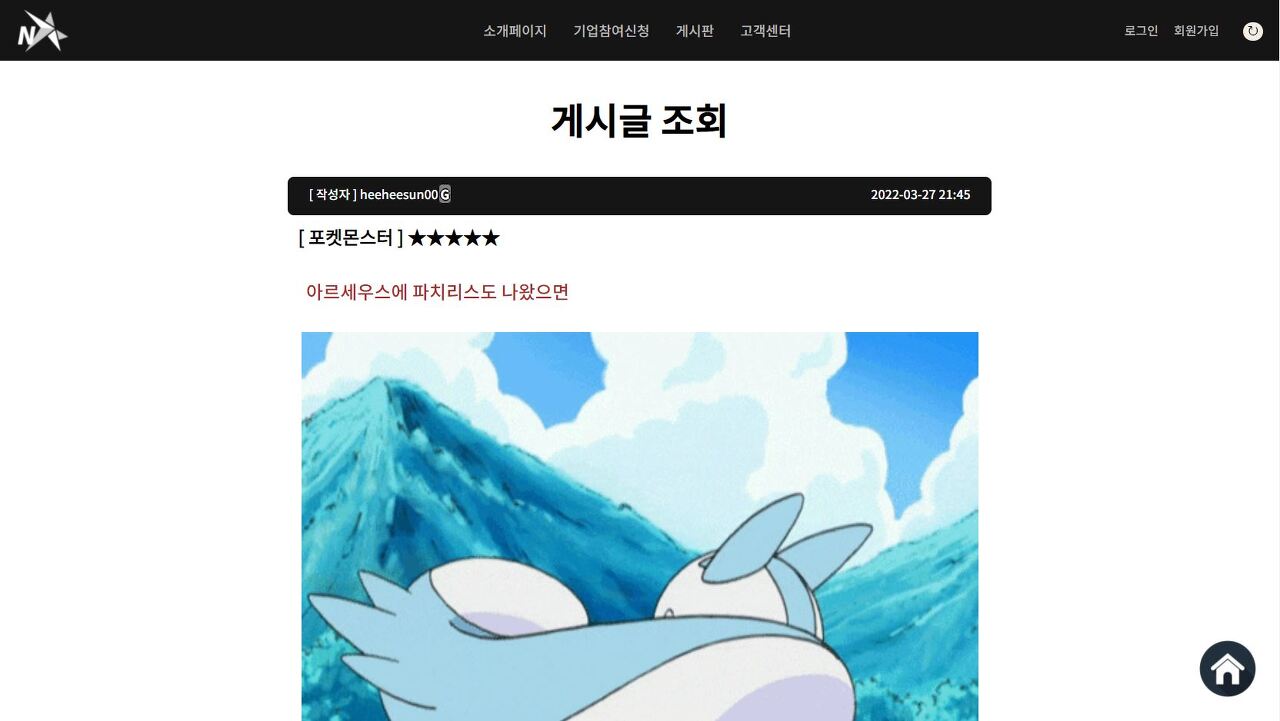 N
소개페이지 기업참여신청 게시판 고객센터 로그인 회원가입
게시글 조회
[ 작성자 ] heeheesun00 G 2022-03-27 21:45
[ 포켓몬스터 ] ★★★★★
아르세우스에 파치리스도 나왔으면